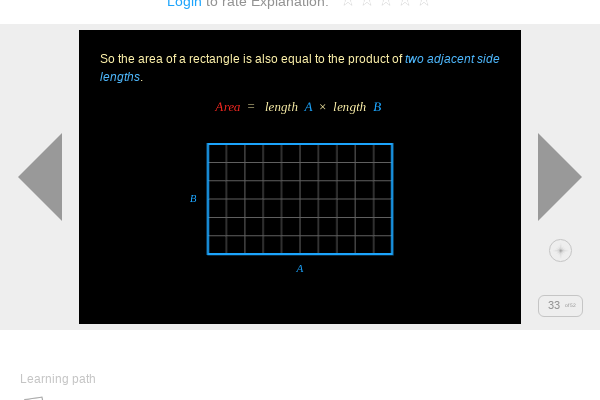 Login to rate Explanation:
So the area of a rectangle is also equal to the product of two adjacent side
lengths.
Area = length A × length B
B
A
33 of 52
Learning path